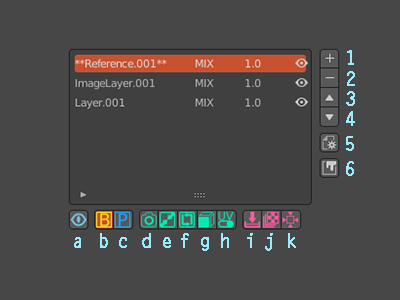 **Reference.001** MIX 1.0 1
ImageLayer.001 MIX 1.0 2
Layer.001 MIX 1.0 3
4
5
6
B P UV
a b c d e f g h i j k